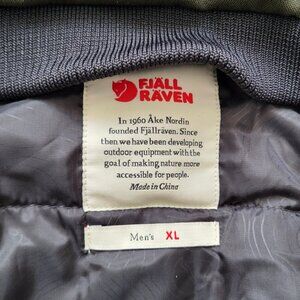 FJÄLL
RÄVEN
In 1960 Åke Nordin
founded Fjällräven. Since
then we have been developing
outdoor equipment with the
goal of making nature more
accessible for people.
Made in China
Men's XL